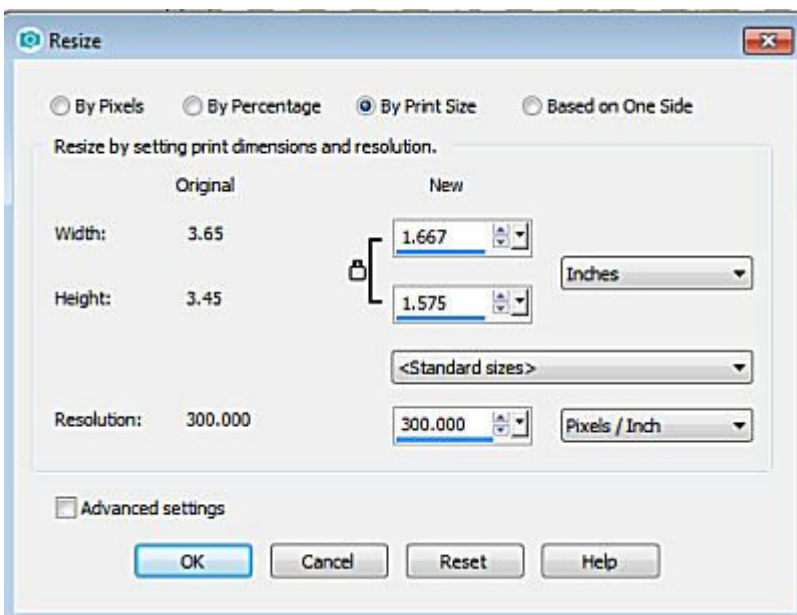 Resize
By Pixels By Percentage By Print Size Based on One Side
Resize by setting print dimensions and resolution.
Original New
Width: 3.65 1.667
Inches
Height: 3.45 1.575
<Standard sizes>
Resolution: 300.000 300.000 Pixels / Inch
Advanced settings
OK Cancel Reset Help